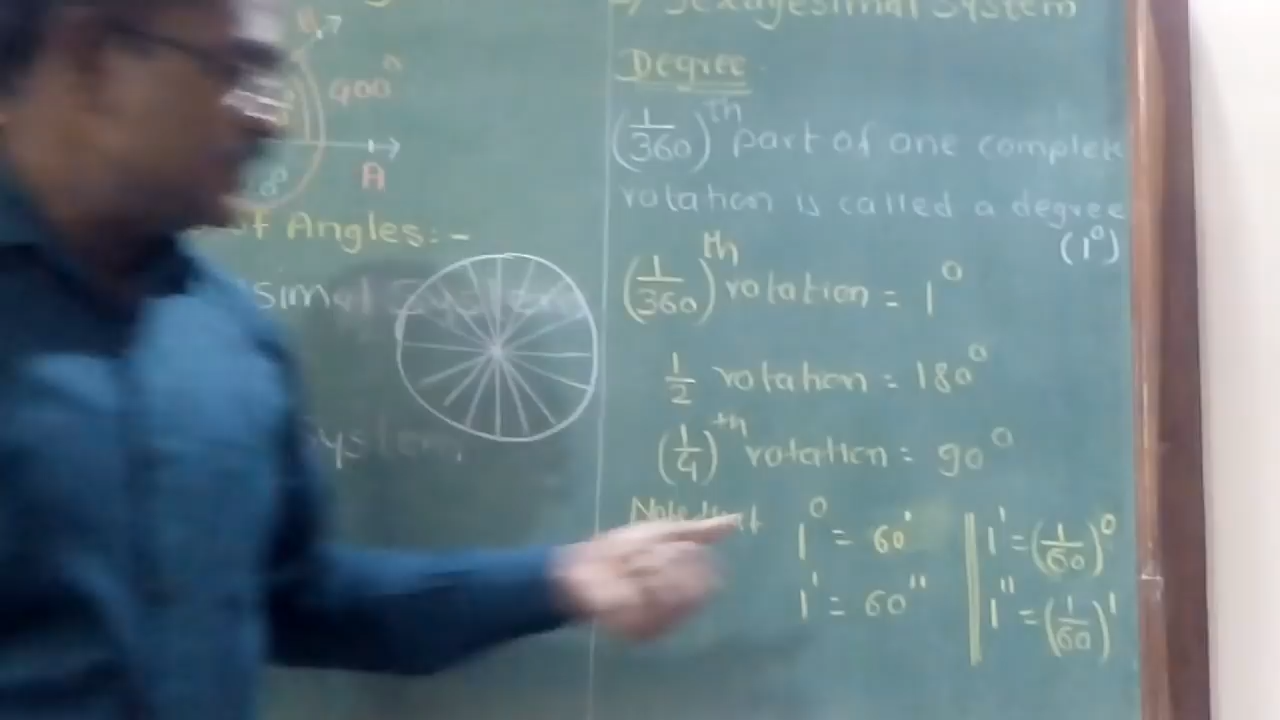 400°
A
of Angles:-
simal System
System,
Sexagesimal System
Degree
(1/360)th part of one complete
rotation is called a degree
(1°)
(1/360)th rotation = 1°
1/2 rotation = 180°
(1/4)th rotation = 90°
1° = 60' || 1' = (1/60)°
1' = 60'' || 1'' = (1/60)'